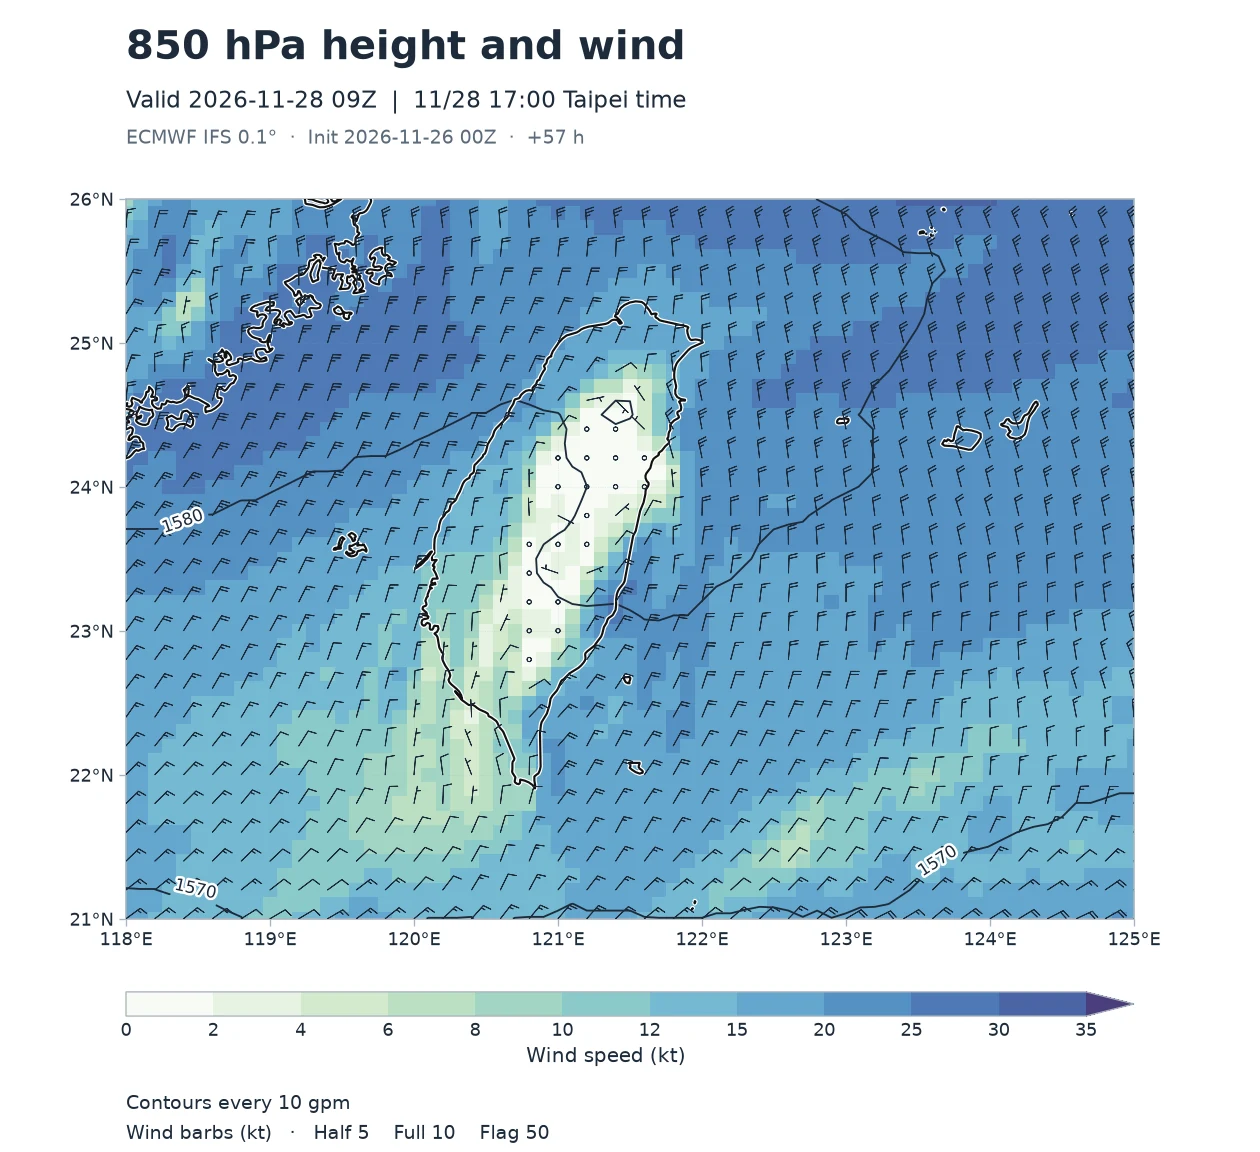 850 hPa height and wind
Valid 2026-11-28 09Z | 11/28 17:00 Taipei time
ECMWF IFS 0.1° · Init 2026-11-26 00Z · +57 h
26°N
25°N
24°N
1580
23°N
22°N
1570
1570
21°N
118°E 119°E 120°E 121°E 122°E 123°E 124°E 125°E
0 2 4 6 8 10 12 15 20 25 30 35
Wind speed (kt)
Contours every 10 gpm
Wind barbs (kt) · Half 5 Full 10 Flag 50